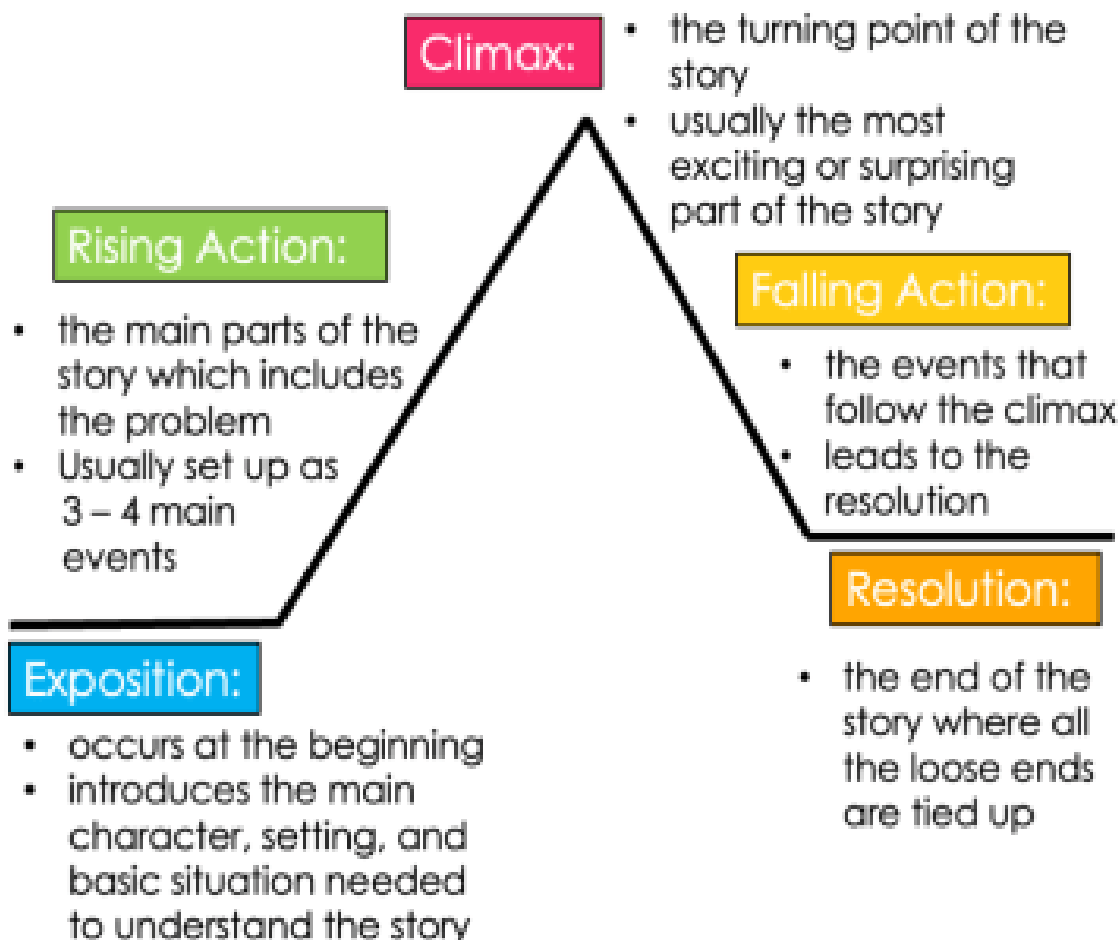 Climax:
• the turning point of the
story
• usually the most
exciting or surprising
part of the story
Rising Action:
• the main parts of the
story which includes
the problem
• Usually set up as
3 – 4 main
events
Falling Action:
• the events that
follow the climax
• leads to the
resolution
Resolution:
• the end of the
story where all
the loose ends
are tied up
Exposition:
• occurs at the beginning
• introduces the main
character, setting, and
basic situation needed
to understand the story